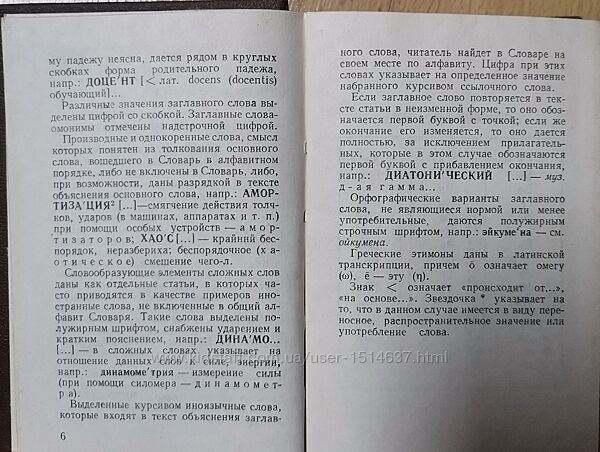 му падежу неясна, дается рядом в круглых
скобках форма родительного падежа,
напр.: ДОЦЕ′НТ [< лат. docens (docentis)
обучающий]...
Различные значения заглавного слова вы-
делены цифрой со скобкой. Заглавные слова-
омонимы отмечены надстрочной цифрой.
Производные и однокоренные слова, смысл
которых понятен из толкования основного
слова, вошедшего в Словарь в алфавитном
порядке, либо не включены в Словарь, либо,
при возможности, даны разрядкой в тексте
объяснения основного слова, напр.: АМОР-
ТИЗА′ЦИЯ² [...]—смягчение действия толч-
ков, ударов (в машинах, аппаратах и т. п.)
при помощи особых устройств — а м о р-
т и з а т о р о в; ХАО′С [...] — крайний бес-
порядок, неразбериха; беспорядочное (х а-
о т и ч е с к о е) смешение чего-л.
Словообразующие элементы сложных слов
даны как отдельные статьи, в которых ча-
сто приводятся в качестве примеров ино-
странные слова, не включенные в общий ал-
фавит Словаря. Такие слова выделены по-
лужирным шрифтом, снабжены ударением и
кратким пояснением, напр.: ДИНА′МО...
[...] — в сложных словах указывает на
отношение данных слов к силе, энергии,
напр.: динамоме′трия — измерение силы
(при помощи силомера — д и н а м о м е т-
р а).
Выделенные курсивом иноязычные слова,
которые входят в текст объяснения заглав-
6
ного слова, читатель найдет в Словаре на
своем месте по алфавиту. Цифра при этих
словах указывает на определенное значение
набранного курсивом ссылочного слова.
Если заглавное слово повторяется в тек-
сте статьи в неизменной форме, то оно обо-
значается первой буквой с точкой; если же
окончание его изменяется, то оно дается
полностью, за исключением прилагатель-
ных, которые в этом случае обозначаются
первой буквой с прибавлением окончания,
напр.: ДИАТОНИ′ЧЕСКИЙ [...] — муз.
д - а я г а м м а...
Орфографические варианты заглавного
слова, не являющиеся нормой или менее
употребительные, даются полужирным
строчным шрифтом, напр.: эйкуме′на — см.
ойкумена.
Греческие этимоны даны в латинской
транскрипции, причем ō означает омегу
(ω), ē — эту (η).
Знак < означает «происходит от...»,
«на основе...». Звездочка * указывает на
то, что в данном случае имеется в виду пере-
носное, распространительное значение или
употребление слова.